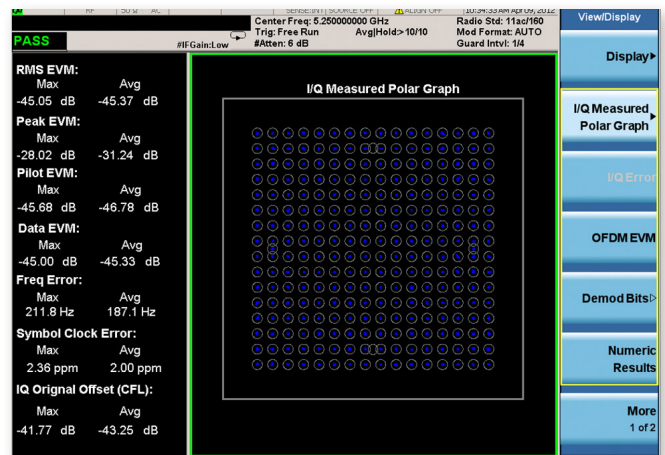 RF 50 Ω AC SENSE:INT SOURCE OFF ALIGN OFF 10:34:33 AM Apr 09, 2012
Center Freq: 5.250000000 GHz Radio Std: 11ac/160
Trig: Free Run Avg|Hold:>10/10 Mod Format: AUTO
#IFGain:Low #Atten: 6 dB Guard Intvl: 1/4
PASS
RMS EVM:
Max Avg
-45.05 dB -45.37 dB
Peak EVM:
Max Avg
-28.02 dB -31.24 dB
Pilot EVM:
Max Avg
-45.68 dB -46.78 dB
Data EVM:
Max Avg
-45.00 dB -45.33 dB
Freq Error:
Max Avg
211.8 Hz 187.1 Hz
Symbol Clock Error:
Max Avg
2.36 ppm 2.00 ppm
IQ Orignal Offset (CFL):
Max Avg
-41.77 dB -43.25 dB
I/Q Measured Polar Graph
View/Display
Display
I/Q Measured
Polar Graph
I/Q Error
OFDM EVM
Demod Bits
Numeric
Results
More
1 of 2